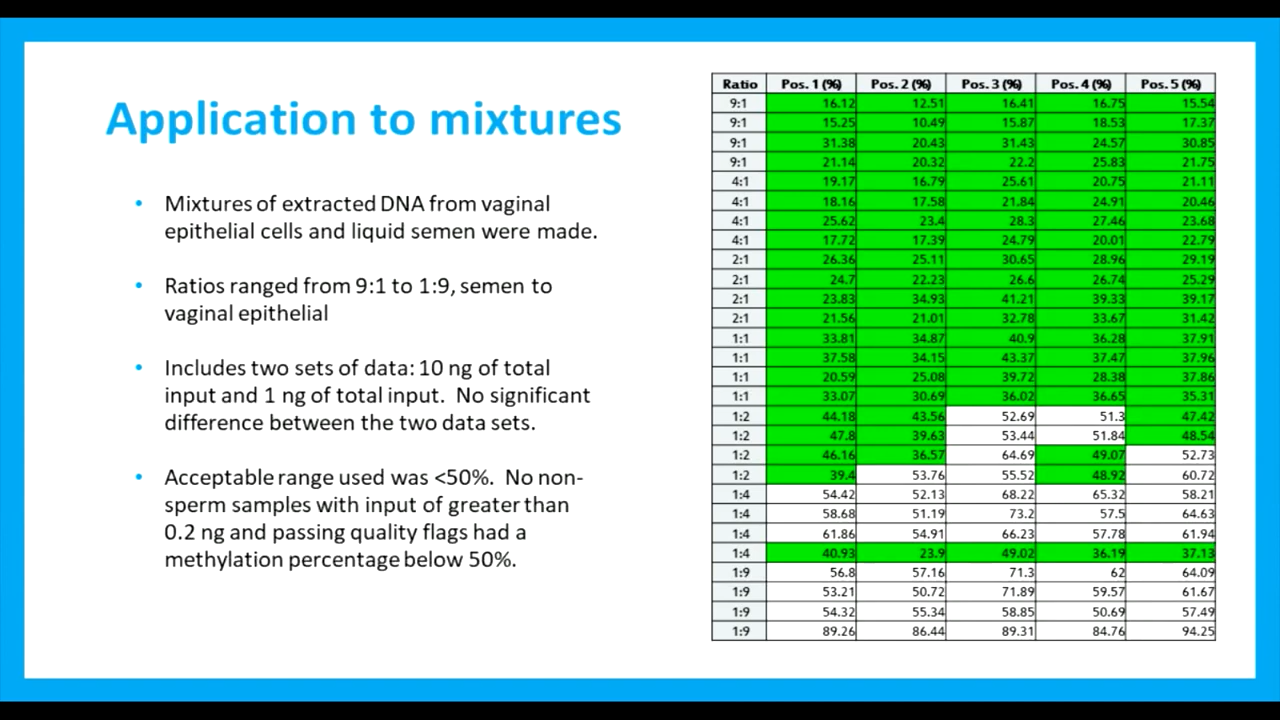 Application to mixtures
• Mixtures of extracted DNA from vaginal
epithelial cells and liquid semen were made.
• Ratios ranged from 9:1 to 1:9, semen to
vaginal epithelial
• Includes two sets of data: 10 ng of total
input and 1 ng of total input.  No significant
difference between the two data sets.
• Acceptable range used was <50%.  No non-
sperm samples with input of greater than
0.2 ng and passing quality flags had a
methylation percentage below 50%.
Ratio Pos. 1 (%) Pos. 2 (%) Pos. 3 (%) Pos. 4 (%) Pos. 5 (%)
9:1 16.12 12.51 16.41 16.75 15.54
9:1 15.25 10.49 15.87 18.53 17.37
9:1 31.38 20.43 31.43 24.57 30.85
9:1 21.14 20.32 22.2 25.83 21.75
4:1 19.17 16.79 25.61 20.75 21.11
4:1 18.16 17.58 21.84 24.91 20.46
4:1 25.62 23.4 28.3 27.46 23.68
4:1 17.72 17.39 24.79 20.01 22.79
2:1 26.36 25.11 30.65 28.96 29.19
2:1 24.7 22.23 26.6 26.74 25.29
2:1 23.83 34.93 41.21 39.33 39.17
2:1 21.56 21.01 32.78 33.67 31.42
1:1 33.81 34.87 40.9 36.28 37.91
1:1 37.58 34.15 43.37 37.47 37.96
1:1 20.59 25.08 39.72 28.38 37.86
1:1 33.07 30.69 36.02 36.65 35.31
1:2 44.18 43.56 52.69 51.3 47.42
1:2 47.8 39.63 53.44 51.84 48.54
1:2 46.16 36.57 64.69 49.07 52.73
1:2 39.4 53.76 55.52 48.92 60.72
1:4 54.42 52.13 68.22 65.32 58.21
1:4 58.68 51.19 73.2 57.5 64.63
1:4 61.86 54.91 66.23 57.78 61.94
1:4 40.93 23.9 49.02 36.19 37.13
1:9 56.8 57.16 71.3 62 64.09
1:9 53.21 50.72 71.89 59.57 61.67
1:9 54.32 55.34 58.85 50.69 57.49
1:9 89.26 86.44 89.31 84.76 94.25